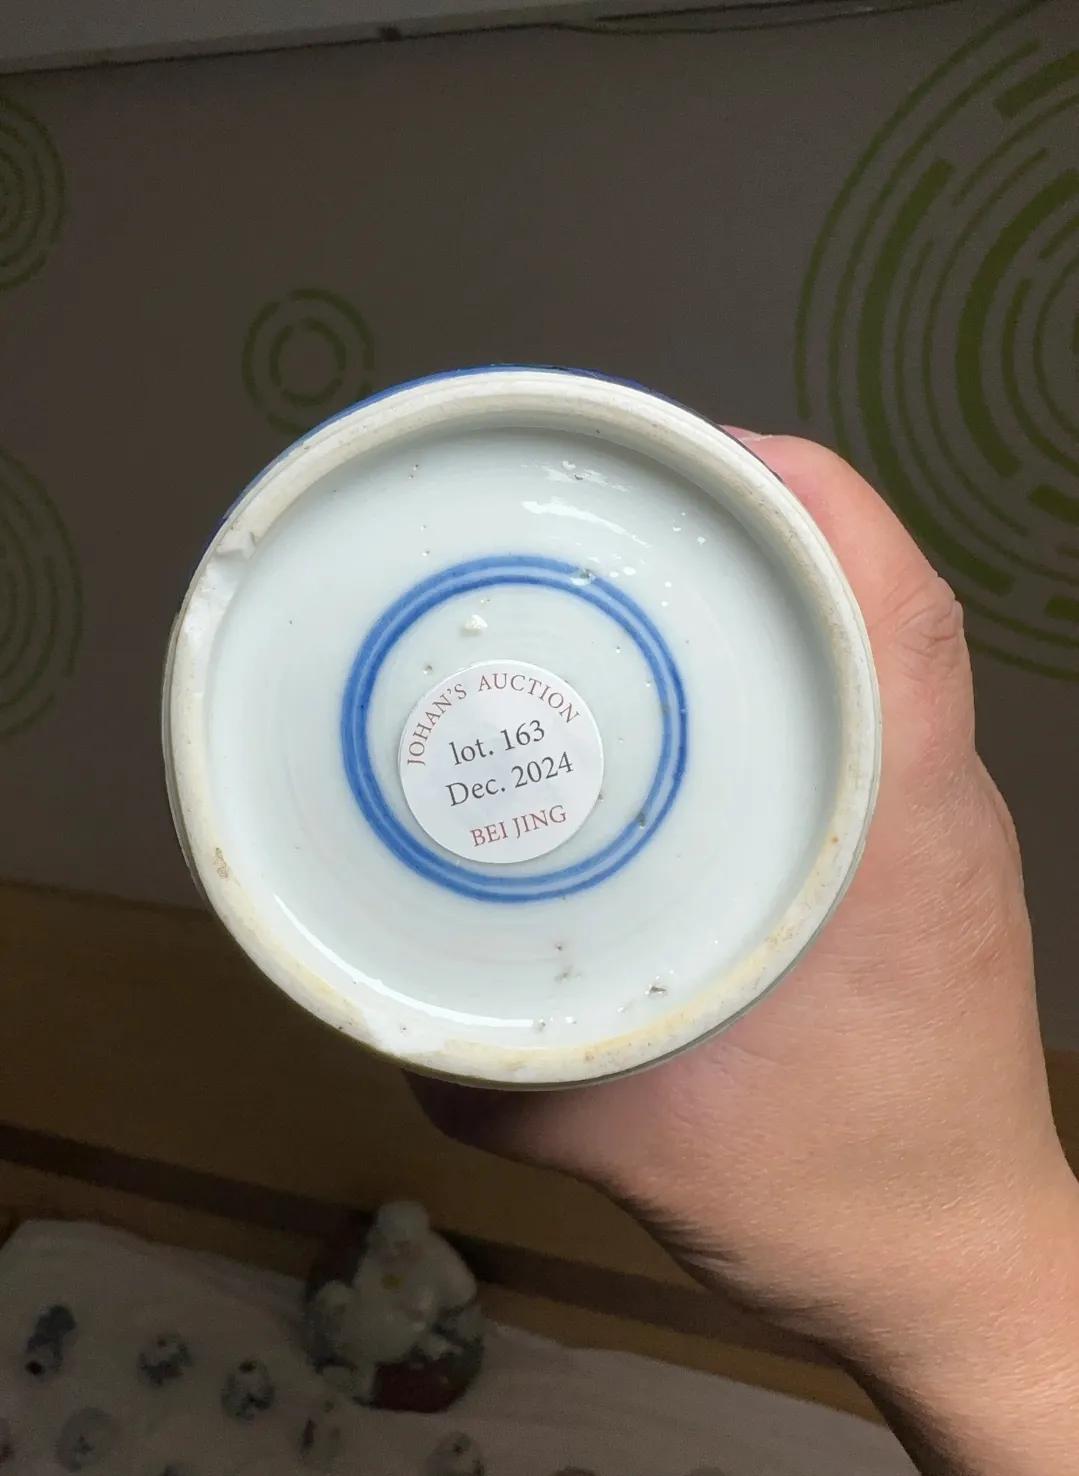 JOHAN'S AUCTION
lot. 163
Dec. 2024
BEI JING